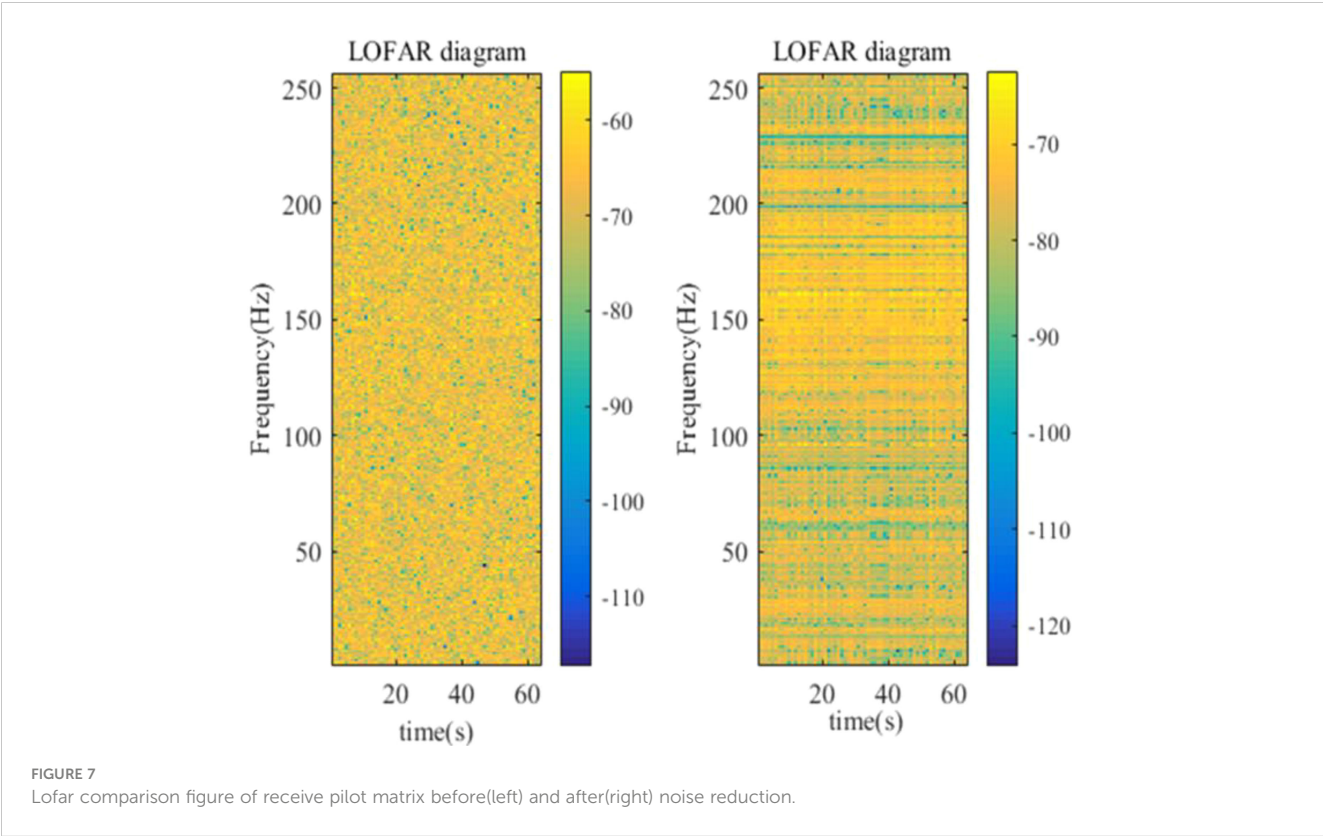 LOFAR diagram
250
200
150
100
50
Frequency(Hz)
20 40 60
time(s)
-60
-70
-80
-90
-100
-110
LOFAR diagram
250
200
150
100
50
Frequency(Hz)
20 40 60
time(s)
-70
-80
-90
-100
-110
-120
FIGURE 7
Lofar comparison figure of receive pilot matrix before(left) and after(right) noise reduction.